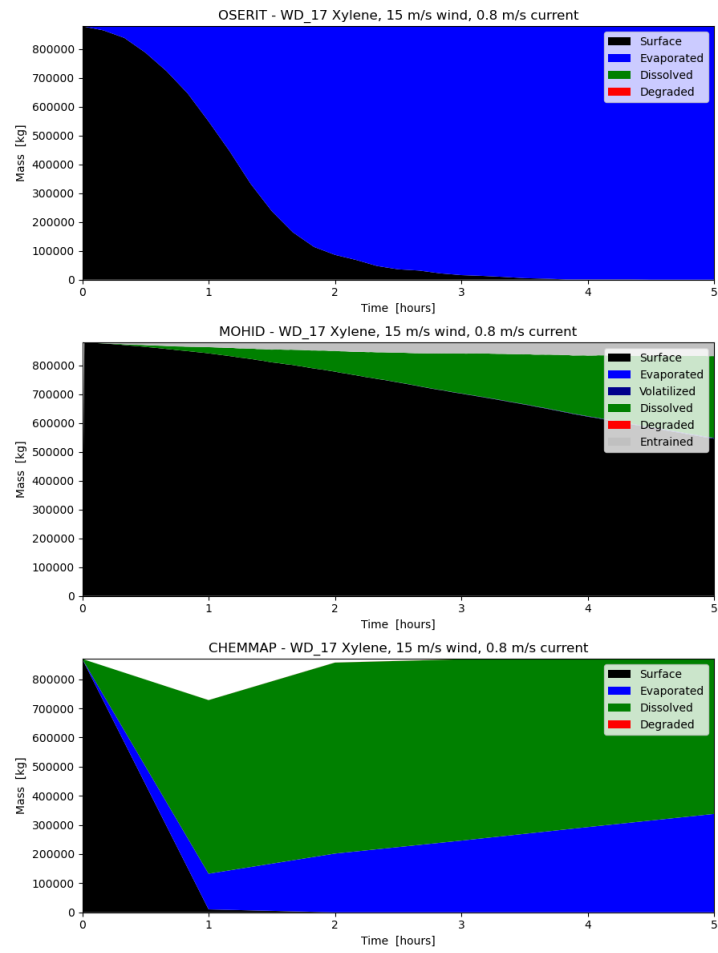 OSERIT - WD_17 Xylene, 15 m/s wind, 0.8 m/s current
800000
700000
600000
500000
400000
300000
200000
100000
0
Mass [kg]
Surface
Evaporated
Dissolved
Degraded
0 1 2 3 4 5
Time [hours]
MOHID - WD_17 Xylene, 15 m/s wind, 0.8 m/s current
800000
700000
600000
500000
400000
300000
200000
100000
0
Mass [kg]
Surface
Evaporated
Volatilized
Dissolved
Degraded
Entrained
0 1 2 3 4 5
Time [hours]
CHEMMAP - WD_17 Xylene, 15 m/s wind, 0.8 m/s current
800000
700000
600000
500000
400000
300000
200000
100000
0
Mass [kg]
Surface
Evaporated
Dissolved
Degraded
0 1 2 3 4 5
Time [hours]